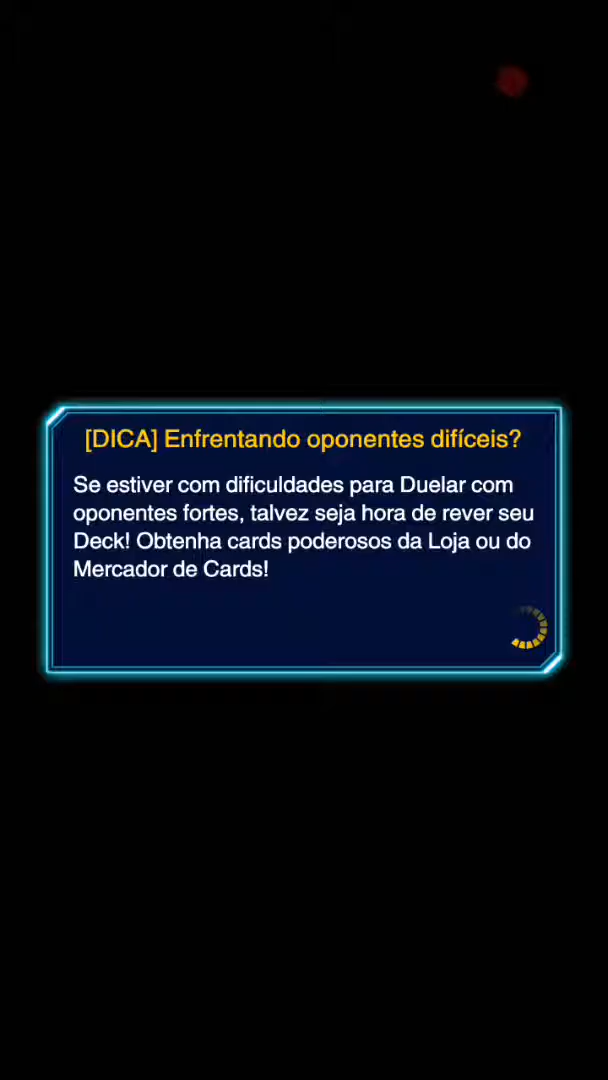 [DICA] Enfrentando oponentes difíceis?
Se estiver com dificuldades para Duelar com
oponentes fortes, talvez seja hora de rever seu
Deck! Obtenha cards poderosos da Loja ou do
Mercador de Cards!